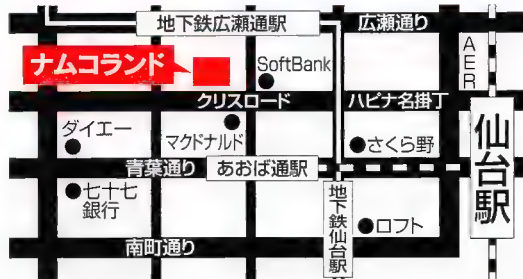 地下鉄広瀬通駅
広瀬通り
ナムコランド
SoftBank
AER
クリスロード
ハピナ名掛丁
ダイエー
マクドナルド
さくら野
仙台駅
青葉通り
あおば通駅
七十七
銀行
地下鉄仙台駅
ロフト
南町通り